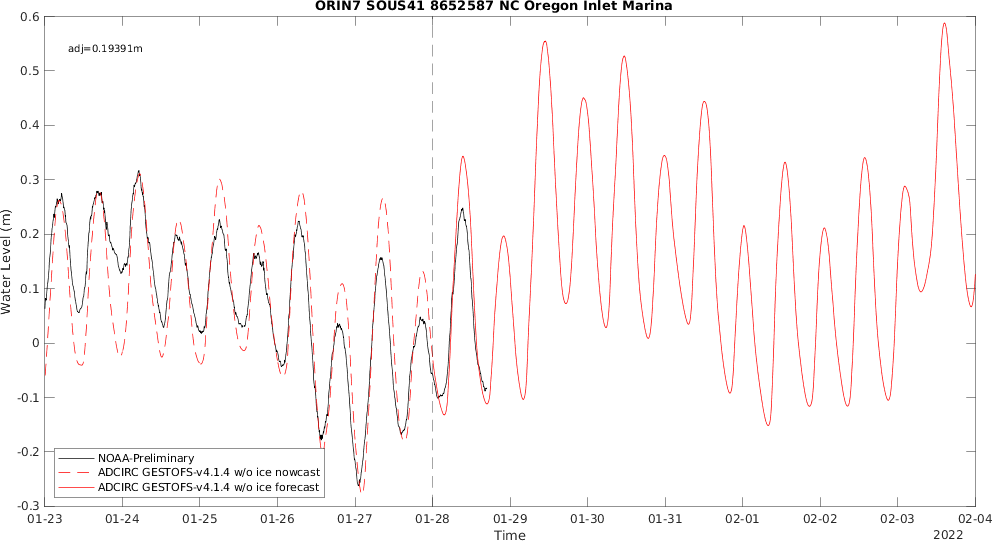 ORIN7 SOUS41 8652587 NC Oregon Inlet Marina
adj=0.19391m
Water Level (m)
0.6
0.5
0.4
0.3
0.2
0.1
0
-0.1
-0.2
-0.3
NOAA-Preliminary
ADCIRC GESTOFS-v4.1.4 w/o ice nowcast
ADCIRC GESTOFS-v4.1.4 w/o ice forecast
01-23 01-24 01-25 01-26 01-27 01-28 01-29 01-30 01-31 02-01 02-02 02-03 02-04
Time
2022